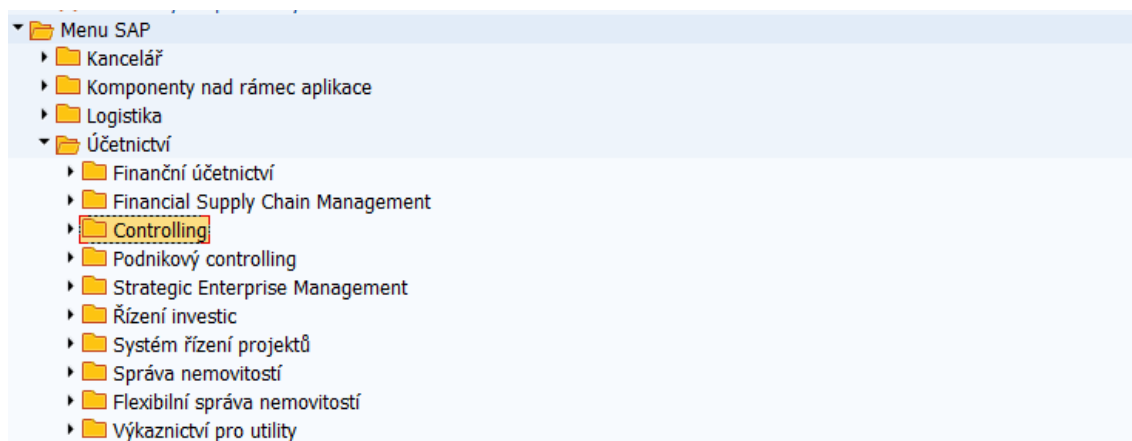 Menu SAP
Kancelář
Komponenty nad rámec aplikace
Logistika
Účetnictví
Finanční účetnictví
Financial Supply Chain Management
Controlling
Podnikový controlling
Strategic Enterprise Management
Řízení investic
Systém řízení projektů
Správa nemovitostí
Flexibilní správa nemovitostí
Výkaznictví pro utility